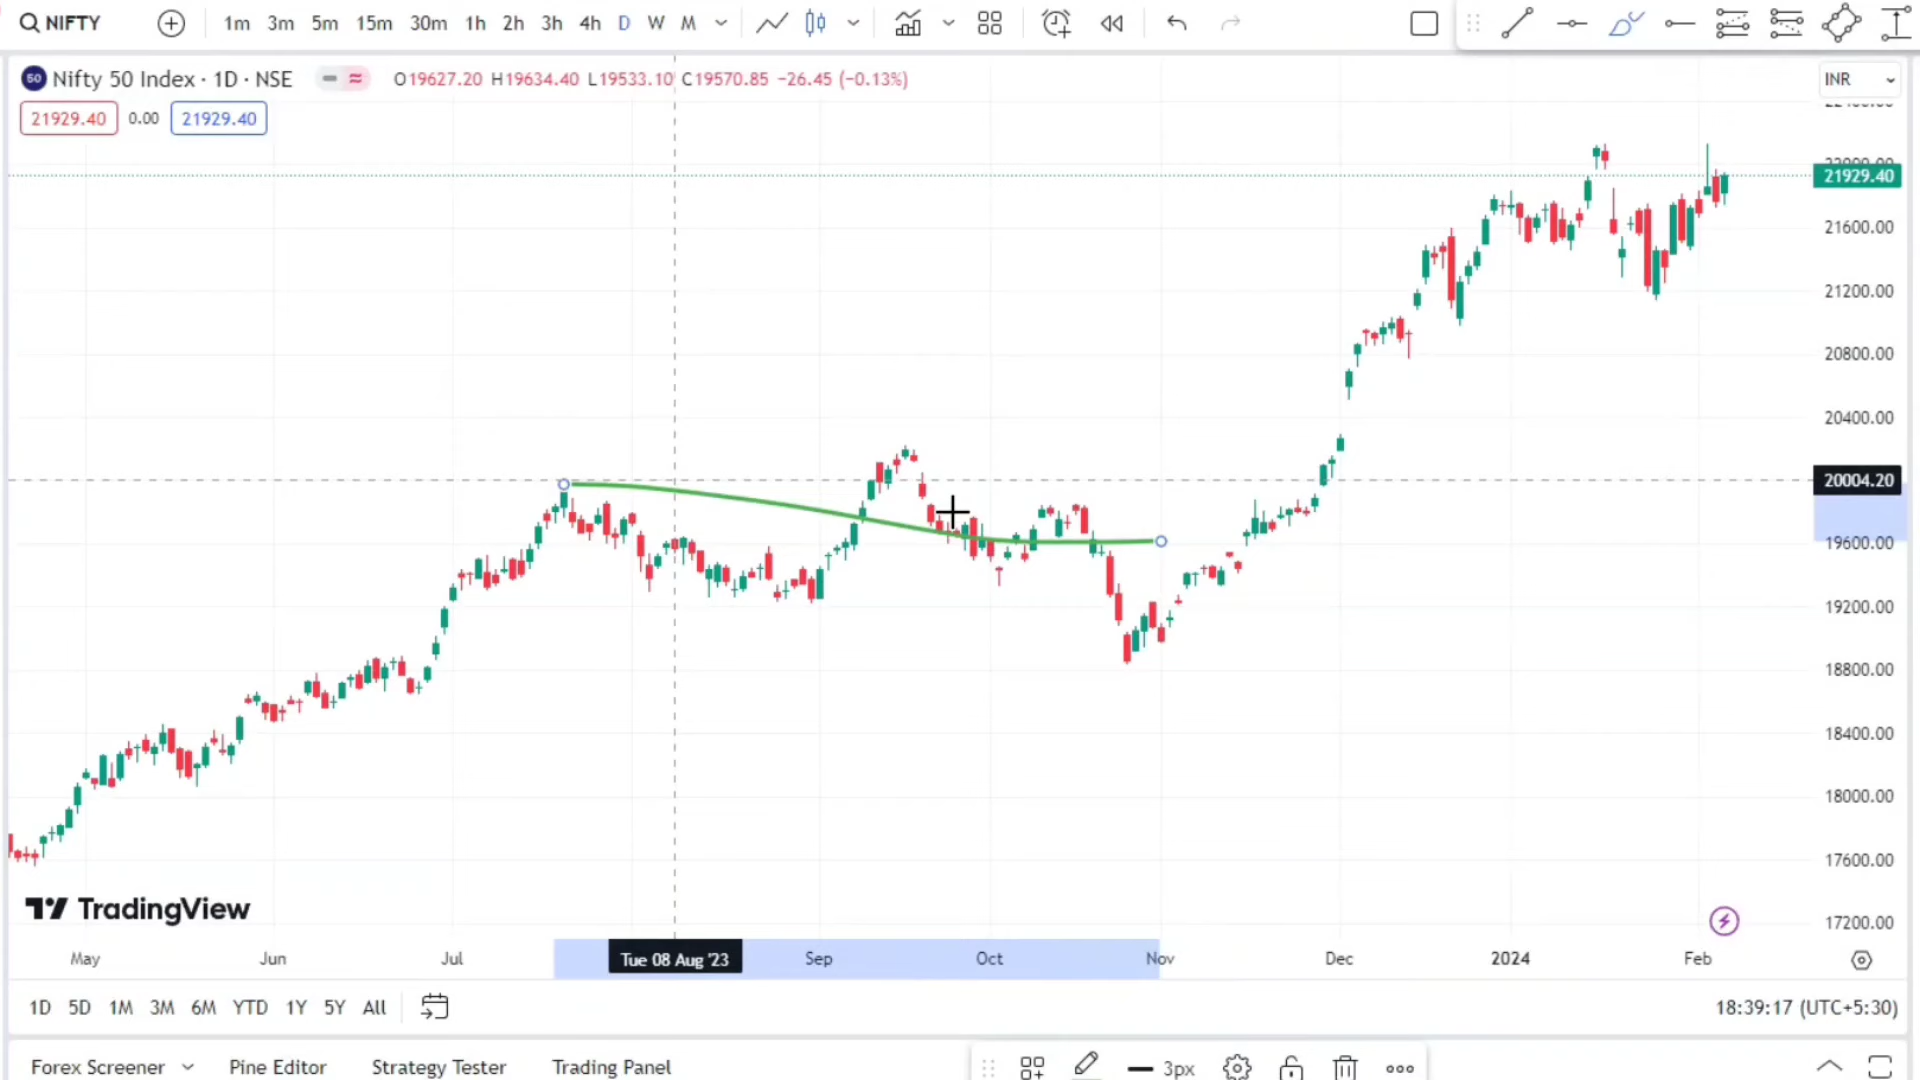 NIFTY 1m 3m 5m 15m 30m 1h 2h 3h 4h D W M
50 Nifty 50 Index · 1D · NSE O19627.20 H19634.40 L19533.10 C19570.85 −26.45 (−0.13%) INR
21929.40 0.00 21929.40
22000.00
21929.40
21600.00
21200.00
20800.00
20400.00
20004.20
19600.00
19200.00
18800.00
18400.00
18000.00
17600.00
17200.00
TradingView
May Jun Jul Tue 08 Aug '23 Sep Oct Nov Dec 2024 Feb
1D 5D 1M 3M 6M YTD 1Y 5Y All 18:39:17 (UTC+5:30)
Forex Screener Pine Editor Strategy Tester Trading Panel 3px